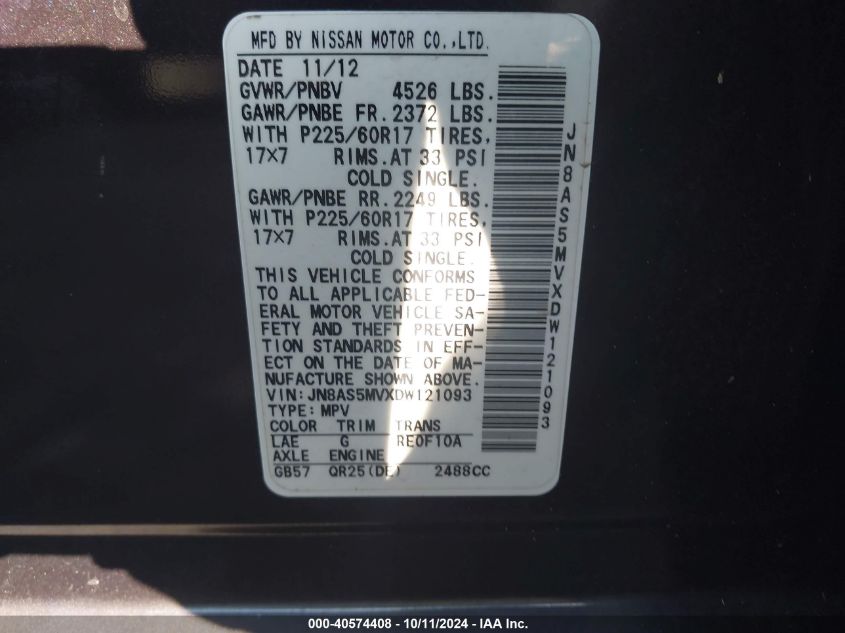 MFD BY NISSAN MOTOR CO.,LTD.
DATE 11/12
GVWR/PNBV 4526 LBS.
GAWR/PNBE FR. 2372 LBS.
WITH P225/60R17 TIRES,
17×7 RIMS.AT 33 PSI
COLD SINGLE.
GAWR/PNBE RR. 2249 LBS.
WITH P225/60R17 TIRES,
17×7 RIMS.AT 33 PSI
COLD SINGLE.
THIS VEHICLE CONFORMS
TO ALL APPLICABLE FED-
ERAL MOTOR VEHICLE SA-
FETY AND THEFT PREVEN-
TION STANDARDS IN EFF-
ECT ON THE DATE OF MA-
NUFACTURE SHOWN ABOVE.
VIN:JN8AS5MVXDW121093
TYPE:MPV
COLOR TRIM TRANS
LAE G RE0F10A
AXLE ENGINE
GB57 QR25(DE) 2488CC
JN8AS5MVXDW121093
000-40574408 - 10/11/2024 - IAA Inc.